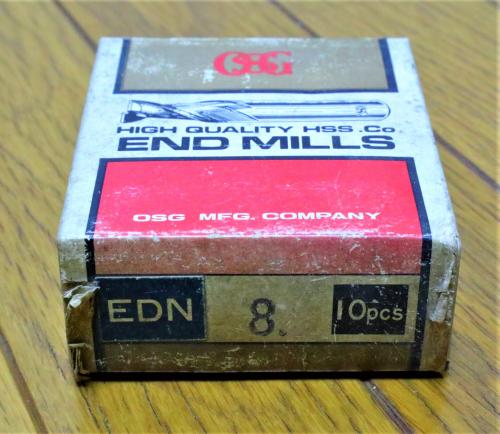 OSG
HIGH QUALITY HSS.Co
END MILLS
OSG MFG. COMPANY
EDN 8. 10pcs